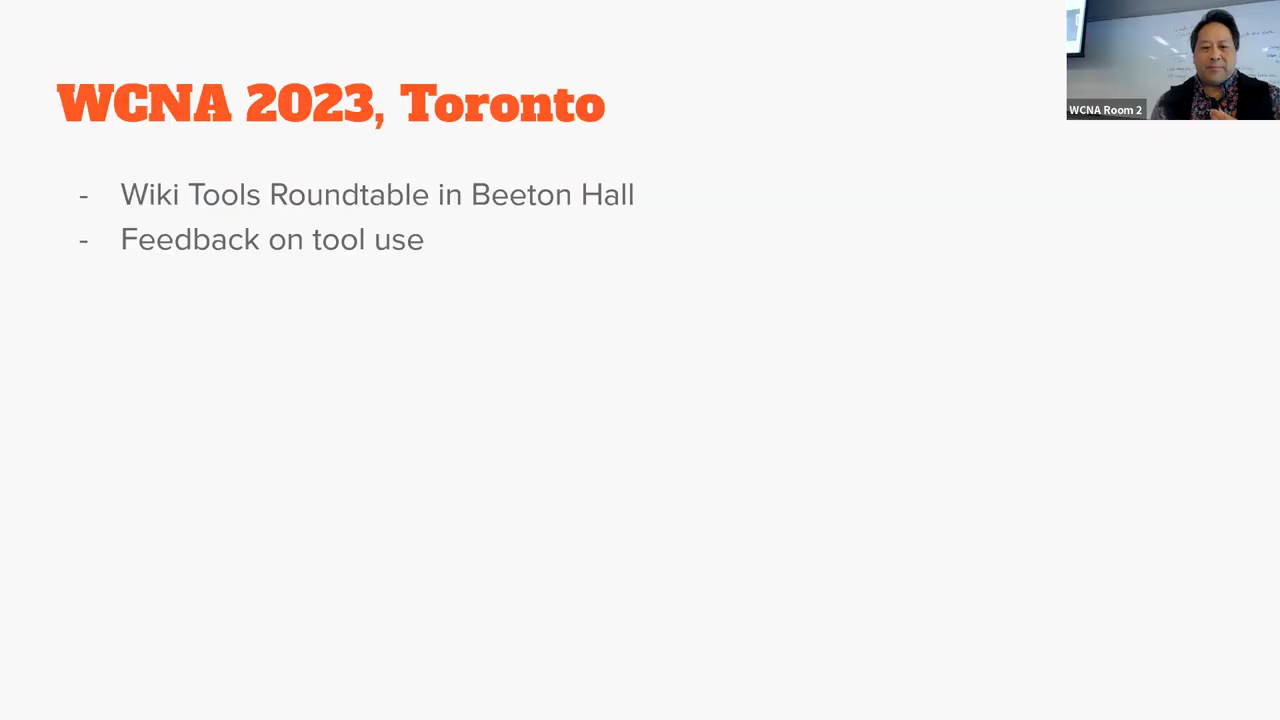 WCNA 2023, Toronto
- Wiki Tools Roundtable in Beeton Hall
- Feedback on tool use
WCNA Room 2